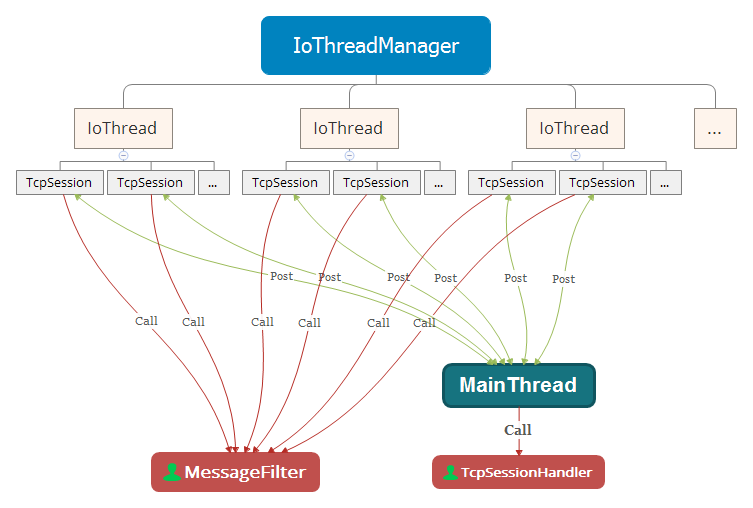 IoThreadManager
IoThread
IoThread
IoThread
...
TcpSession
TcpSession
...
TcpSession
TcpSession
...
TcpSession
TcpSession
...
Post
Post
Post
Post
Post
Post
Call
Call
Call
Call
Call
Call
MainThread
Call
MessageFilter
TcpSessionHandler